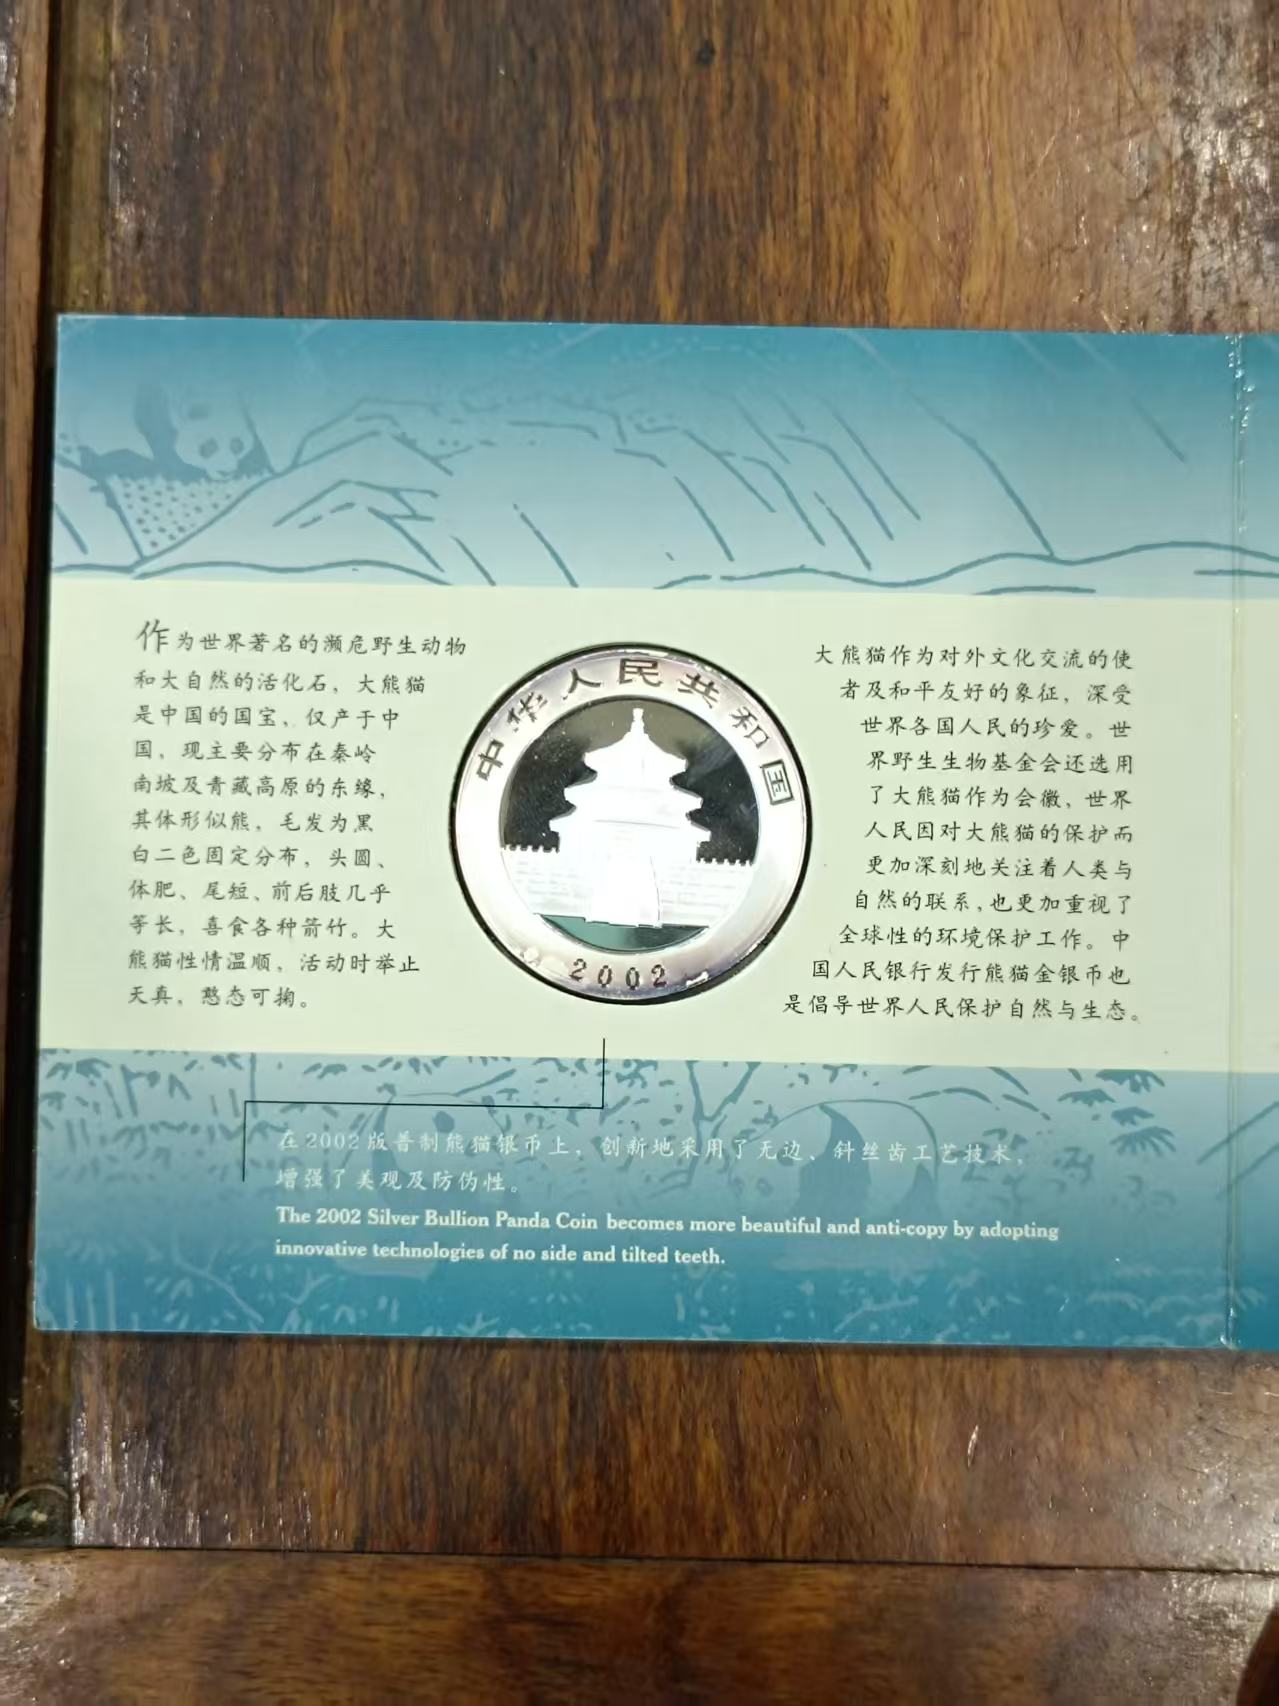 作为世界著名的濒危野生动物
和大自然的活化石，大熊猫
是中国的国宝，仅产于中
国，现主要分布在秦岭
南坡及青藏高原的东缘，
其体形似熊，毛发为黑
白二色固定分布，头圆、
体肥、尾短、前后肢几乎
等长，喜食各种箭竹。大
熊猫性情温顺，活动时举止
天真，憨态可掬。
中华人民共和国
2002
大熊猫作为对外文化交流的使
者及和平友好的象征，深受
世界各国人民的珍爱。世
界野生生物基金会还选用
了大熊猫作为会徽，世界
人民因对大熊猫的保护而
更加深刻地关注着人类与
自然的联系，也更加重视了
全球性的环境保护工作。中
国人民银行发行熊猫金银币也
是倡导世界人民保护自然与生态。
在2002版普制熊猫银币上，创新地采用了无边、斜丝齿工艺技术，
增强了美观及防伪性。
The 2002 Silver Bullion Panda Coin becomes more beautiful and anti-copy by adopting
innovative technologies of no side and tilted teeth.